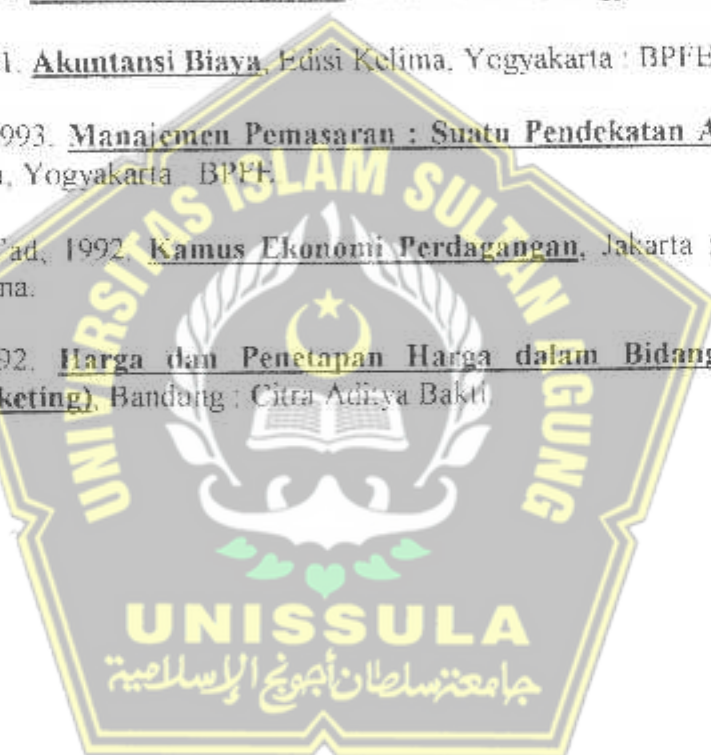 1. Akuntansi Biaya, Edisi Kelima, Yogyakarta : BPFE
1993. Manajemen Pemasaran : Suatu Pendekatan A
Yogyakarta : BPFE
ad, 1992. Kamus Ekonomi Perdagangan, Jakarta :
na.
92. Harga dan Penetapan Harga dalam Bidang
keting), Bandung : Citra Aditya Bakti.
UNIVERSITAS ISLAM SULTAN AGUNG
UNISSULA
جامعة سلطان أجونج الإسلامية